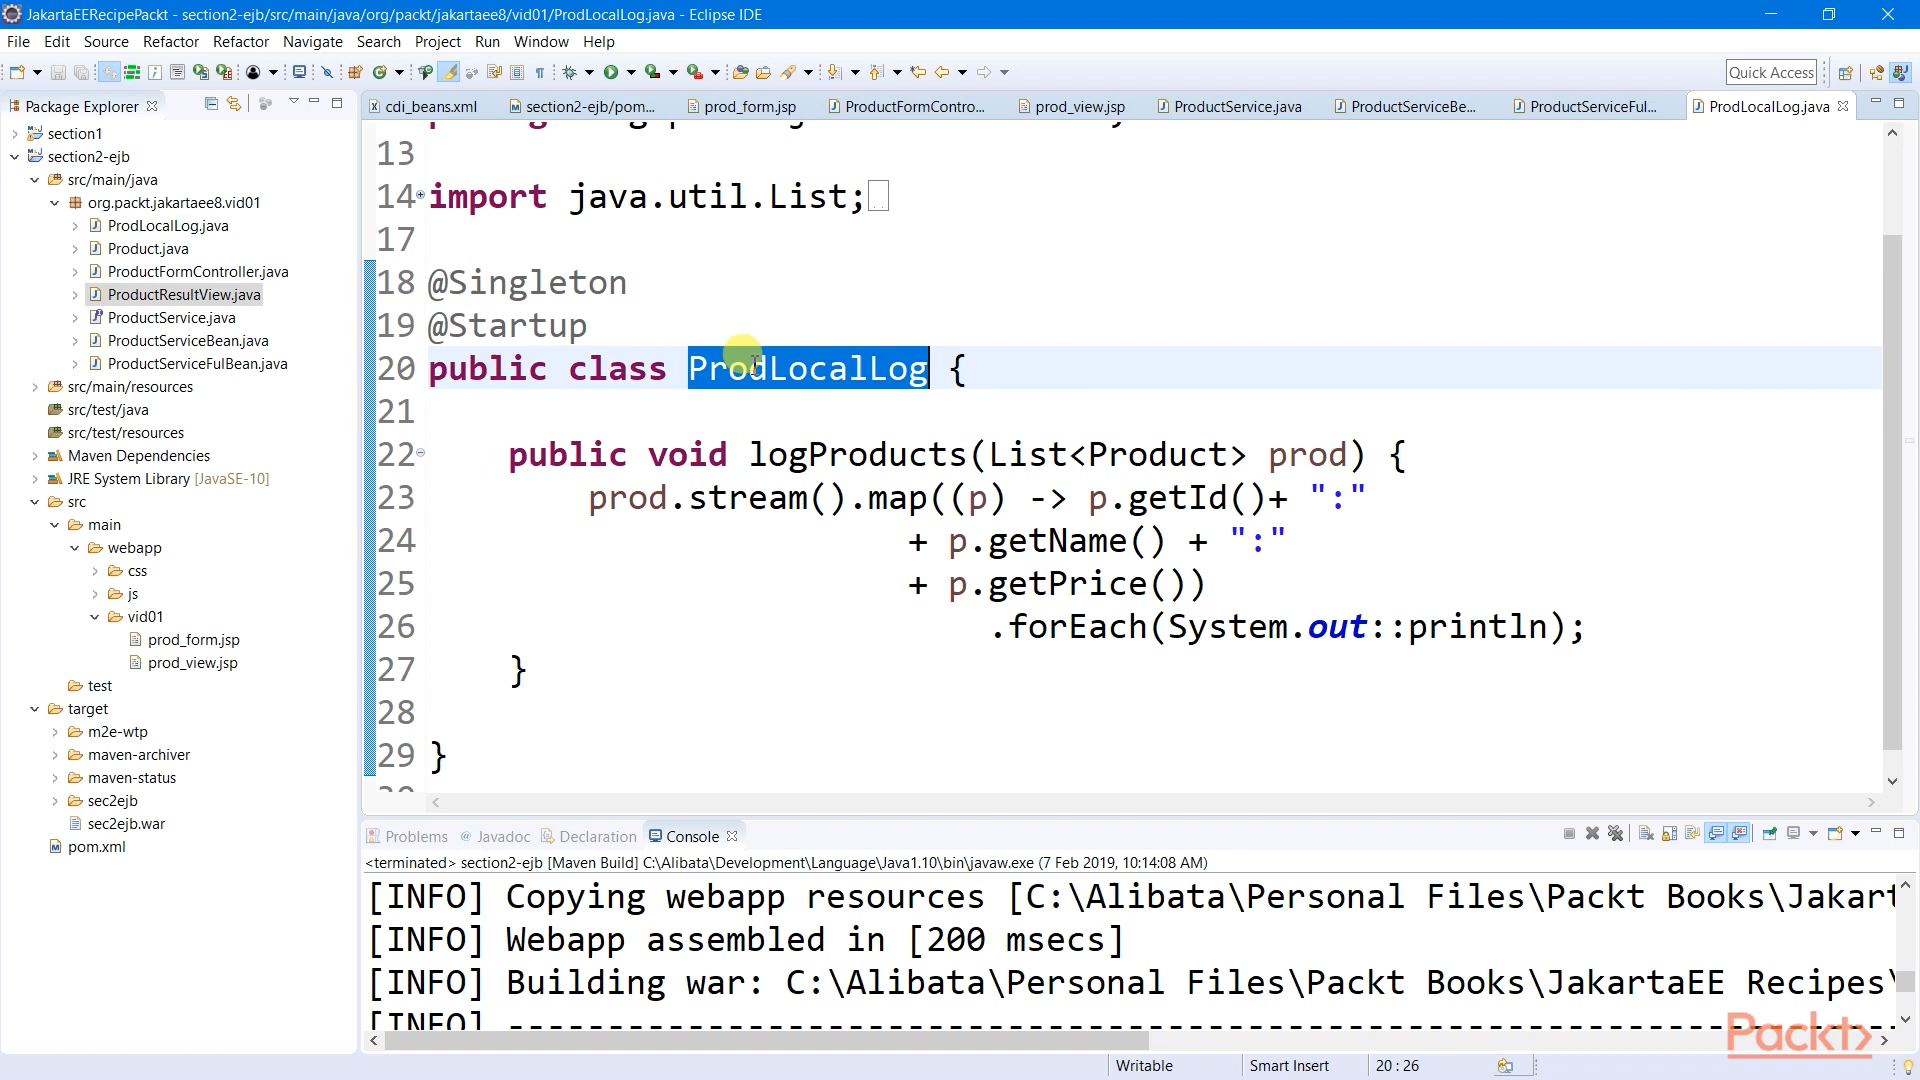 JakartaEERecipePackt - section2-ejb/src/main/java/org/packt/jakartaee8/vid01/ProdLocalLog.java - Eclipse IDE
File Edit Source Refactor Refactor Navigate Search Project Run Window Help
Quick Access
Package Explorer
cdi_beans.xml section2-ejb/pom... prod_form.jsp ProductFormContro... prod_view.jsp ProductService.java ProductServiceBe... ProductServiceFul... ProdLocalLog.java
section1
section2-ejb
src/main/java
org.packt.jakartaee8.vid01
ProdLocalLog.java
Product.java
ProductFormController.java
ProductResultView.java
ProductService.java
ProductServiceBean.java
ProductServiceFulBean.java
src/main/resources
src/test/java
src/test/resources
Maven Dependencies
JRE System Library [JavaSE-10]
src
main
webapp
css
js
vid01
prod_form.jsp
prod_view.jsp
test
target
m2e-wtp
maven-archiver
maven-status
sec2ejb
sec2ejb.war
pom.xml
13
14 import java.util.List;
17
18 @Singleton
19 @Startup
20 public class ProdLocalLog {
21
22 public void logProducts(List<Product> prod) {
23 prod.stream().map((p) -> p.getId()+ ":"
24 + p.getName() + ":"
25 + p.getPrice())
26 .forEach(System.out::println);
27 }
28
29 }
Problems @ Javadoc Declaration Console
<terminated> section2-ejb [Maven Build] C:\Alibata\Development\Language\Java1.10\bin\javaw.exe (7 Feb 2019, 10:14:08 AM)
[INFO] Copying webapp resources [C:\Alibata\Personal Files\Packt Books\Jakart
[INFO] Webapp assembled in [200 msecs]
[INFO] Building war: C:\Alibata\Personal Files\Packt Books\JakartaEE Recipes\
[INFO] ------------------------------------------------------------------------
Packt>
Writable Smart Insert 20 : 26